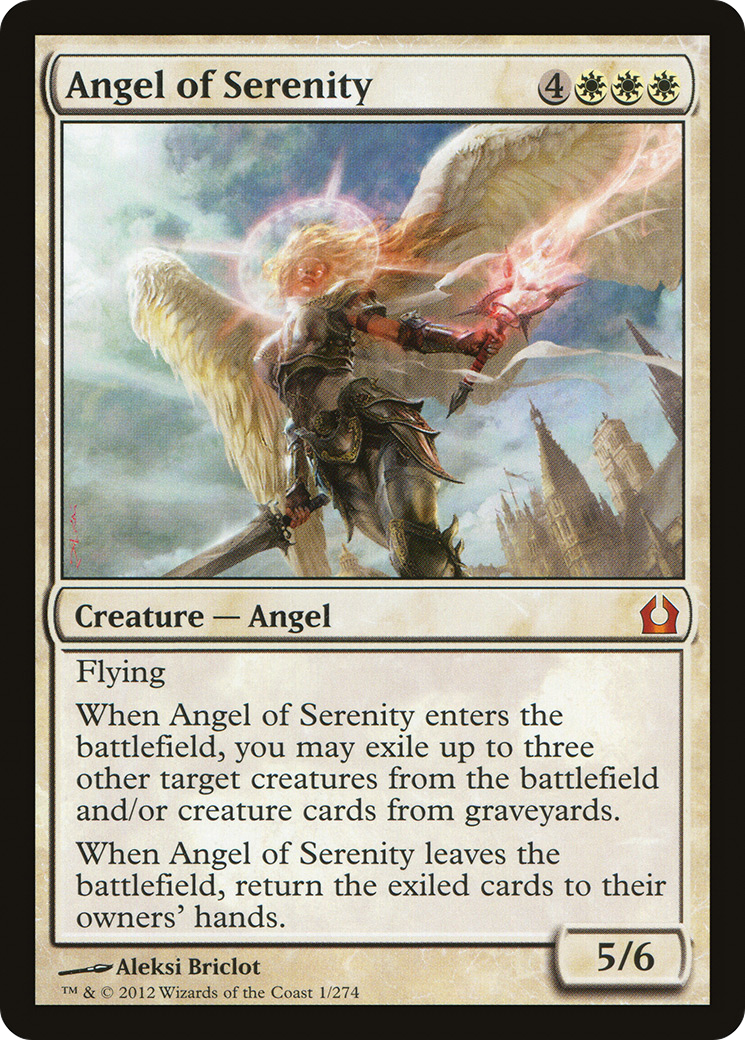 Angel of Serenity 4
Creature — Angel
Flying
When Angel of Serenity enters the
battlefield, you may exile up to three
other target creatures from the battlefield
and/or creature cards from graveyards.
When Angel of Serenity leaves the
battlefield, return the exiled cards to their
owners' hands.
5/6
Aleksi Briclot
™ & © 2012 Wizards of the Coast 1/274